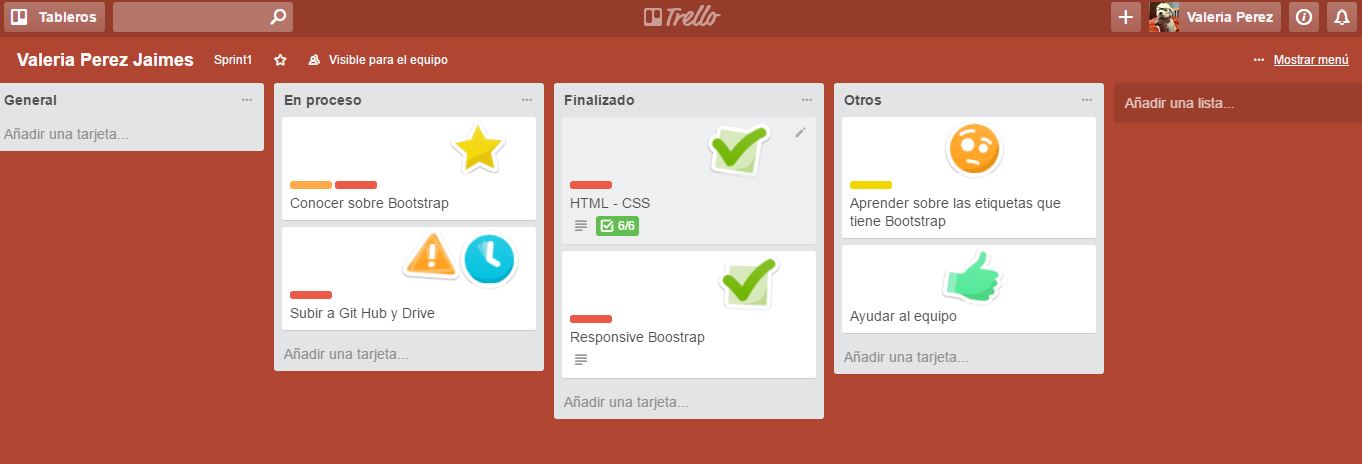 Tableros
Trello
Valeria Perez
Valeria Perez Jaimes
Sprint1
Visible para el equipo
Mostrar menú
General
Añadir una tarjeta...
En proceso
Conocer sobre Bootstrap
Subir a Git Hub y Drive
Añadir una tarjeta...
Finalizado
HTML - CSS
6/6
Responsive Boostrap
Añadir una tarjeta...
Otros
Aprender sobre las etiquetas que
tiene Bootstrap
Ayudar al equipo
Añadir una tarjeta...
Añadir una lista...